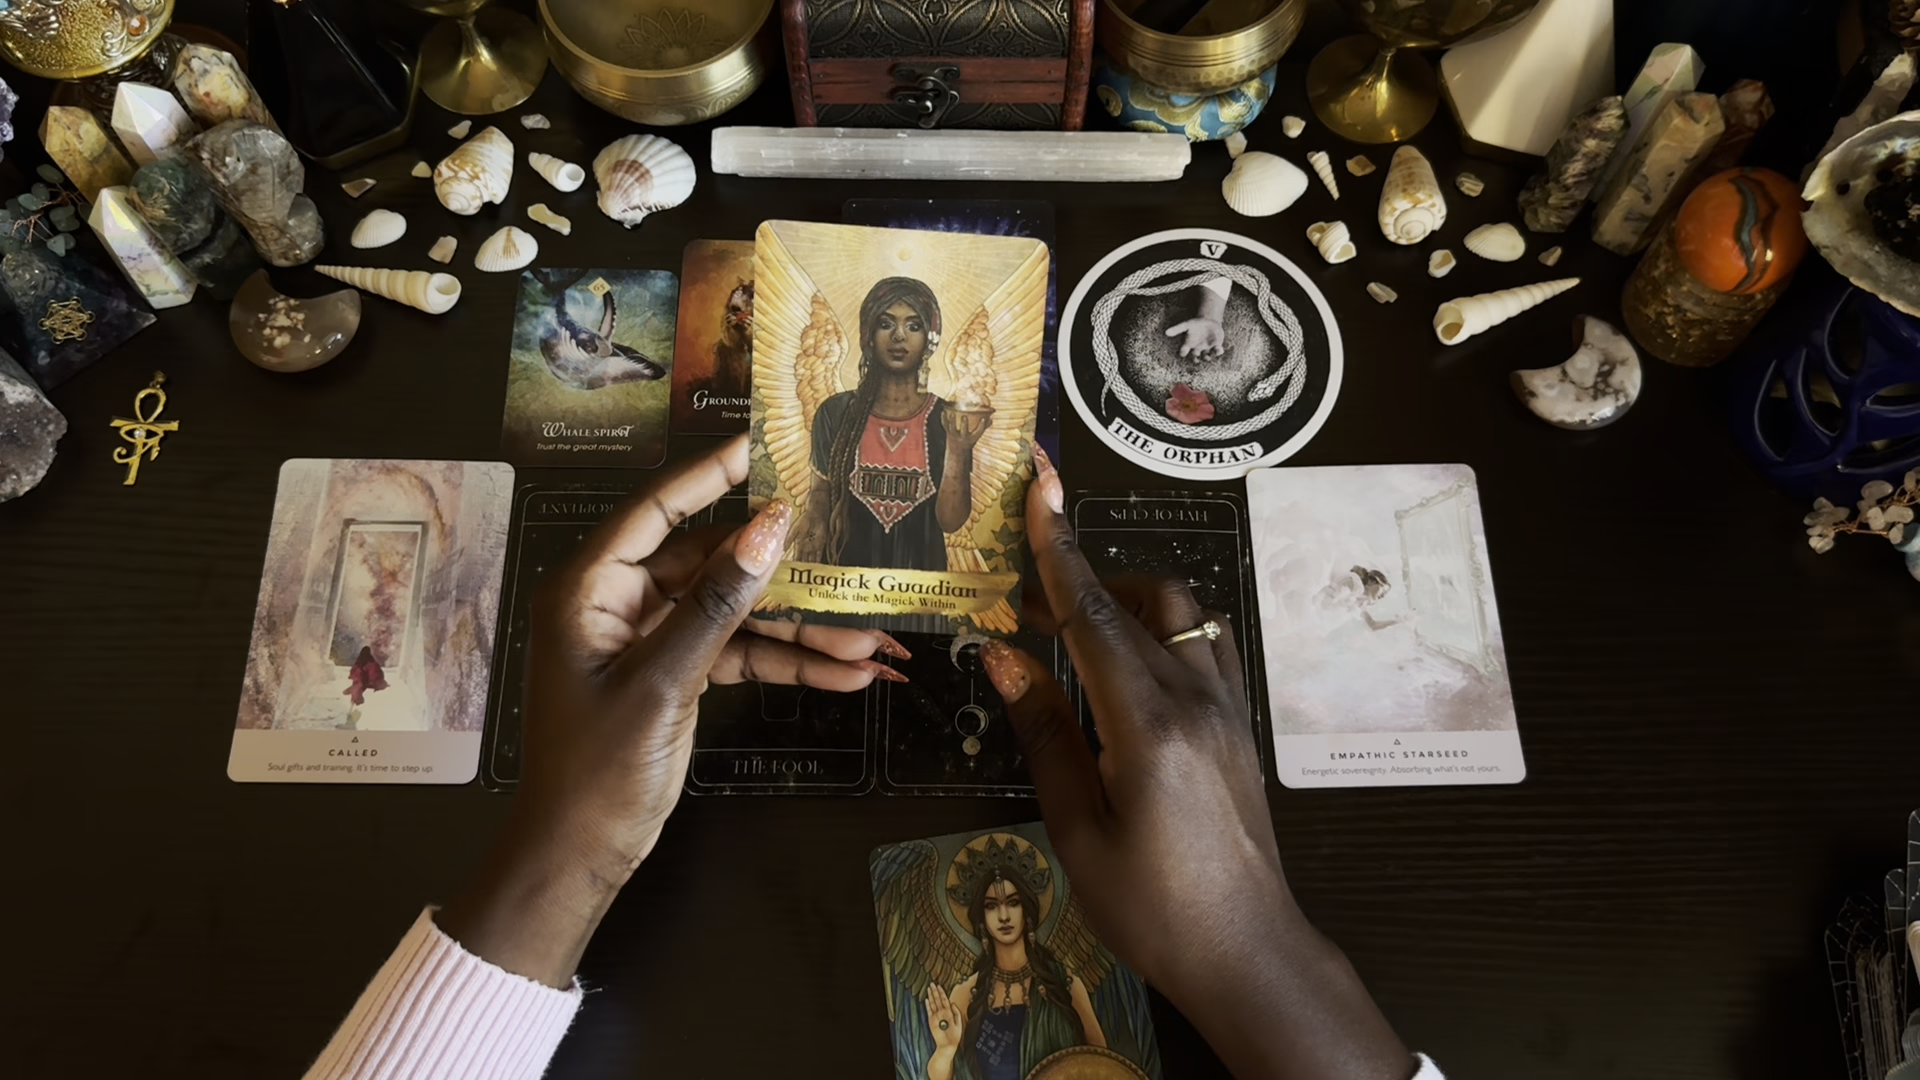 V
65
WHALE SPIRIT
Trust the great mystery
Time to
THE ORPHAN
FIVE OF CUPS
Magick Guardian
Unlock the Magick Within
CALLED
Soul gifts and training. It's time to step up.
THE FOOL
EMPATHIC STARSEED
Energetic sovereignty. Absorbing what's not yours.